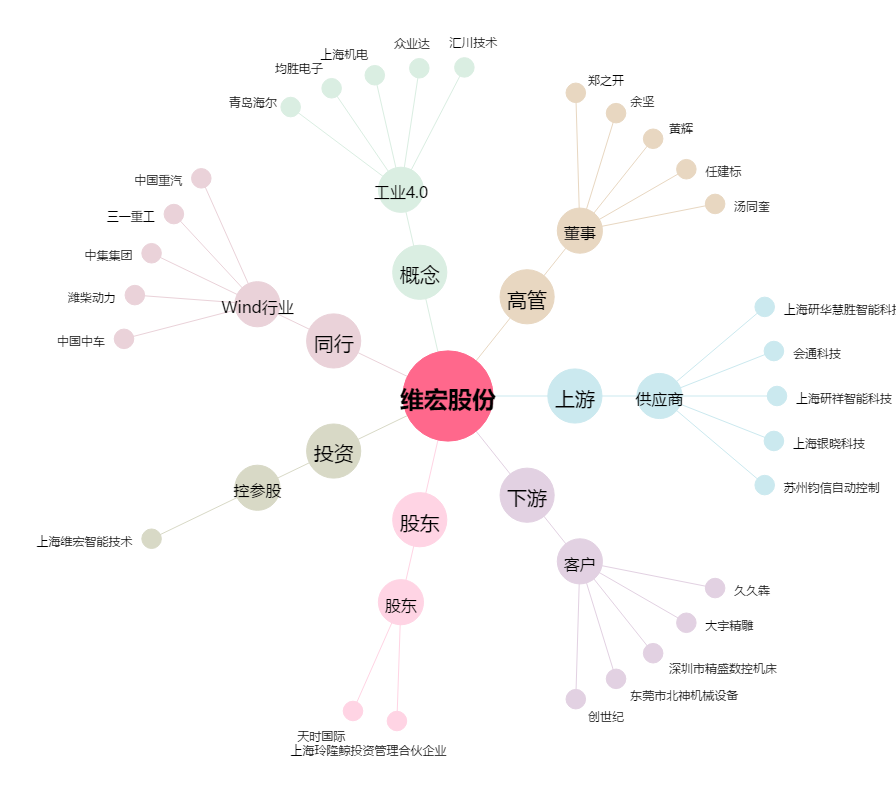 汇川技术
众业达
上海机电
均胜电子
青岛海尔
工业4.0
概念
郑之开
余坚
黄辉
任建标
汤同奎
董事
高管
中国重汽
三一重工
中集集团
潍柴动力
中国中车
Wind行业
同行
维宏股份
上游
供应商
上海研华慧胜智能科技
会通科技
上海研祥智能科技
上海银晓科技
苏州钧信自动控制
投资
控参股
上海维宏智能技术
股东
股东
天时国际
上海玲隆鲸投资管理合伙企业
下游
客户
久久犇
大宇精雕
深圳市精盛数控机床
东莞市北神机械设备
创世纪